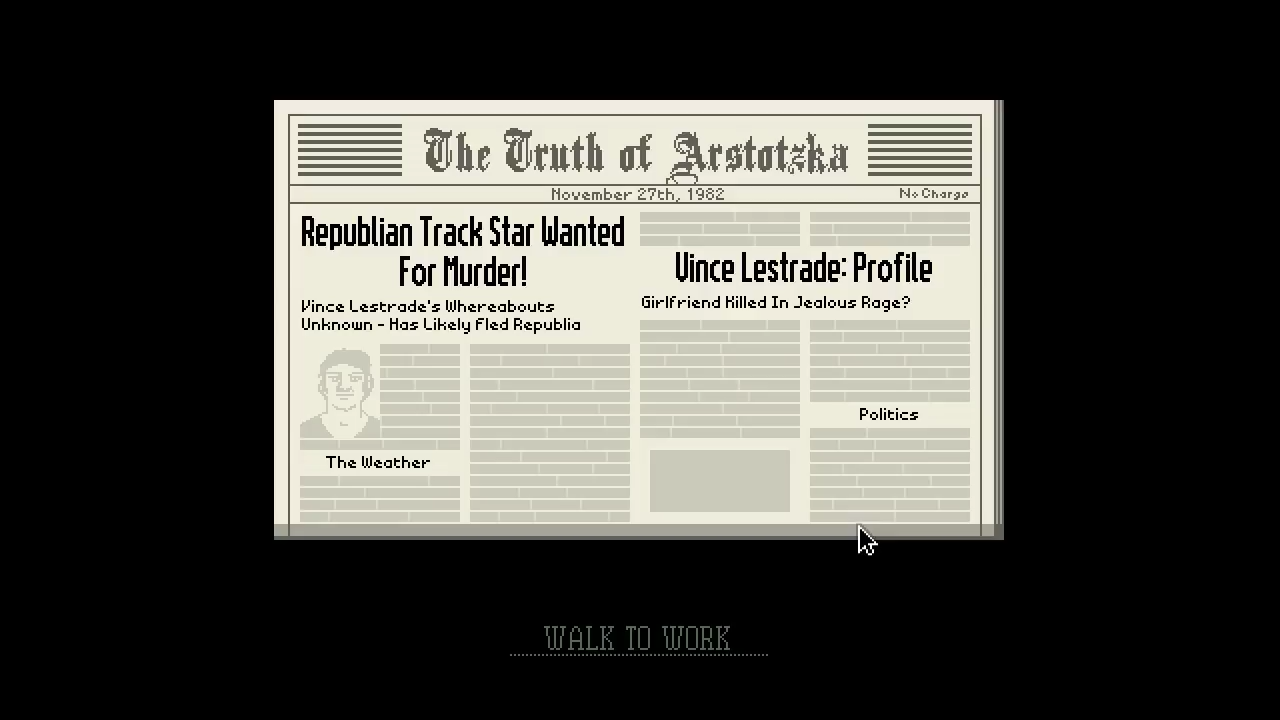 The Truth of Arstotzka
November 27th, 1982
No Charge
Republian Track Star Wanted
For Murder!
Vince Lestrade's Whereabouts
Unknown - Has Likely Fled Republia
The Weather
Vince Lestrade: Profile
Girlfriend Killed In Jealous Rage?
Politics
WALK TO WORK